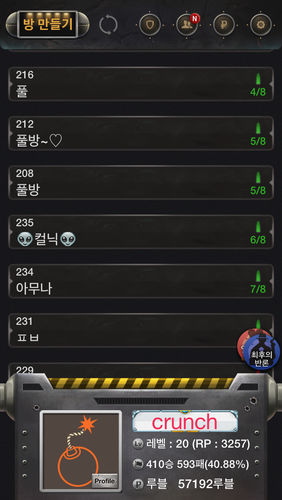 방 만들기
N
216
풀
4/8
212
풀방~♡
5/8
208
풀방
5/8
235
👽컬닉👽
6/8
234
아무나
7/8
231
ㅍㅂ
229
최후의
반론
crunch
레벨 : 20 (RP : 3257)
410승 593패(40.88%)
루블 57192루블
Profile